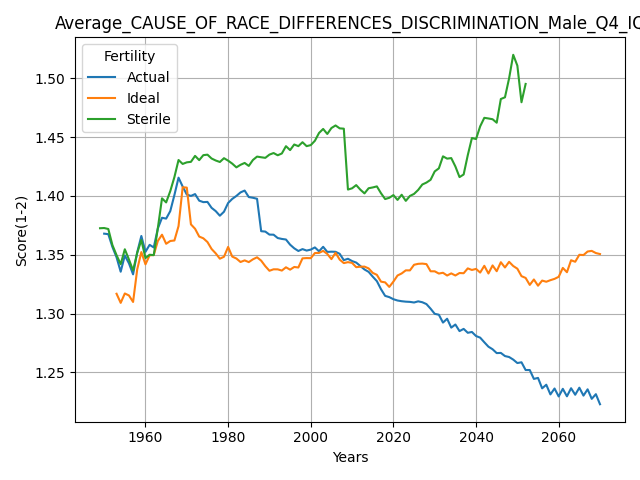 Average_CAUSE_OF_RACE_DIFFERENCES_DISCRIMINATION_Male_Q4_IQ
Fertility
Actual
Ideal
Sterile
Score(1-2)
1.50
1.45
1.40
1.35
1.30
1.25
1960
1980
2000
2020
2040
2060
Years